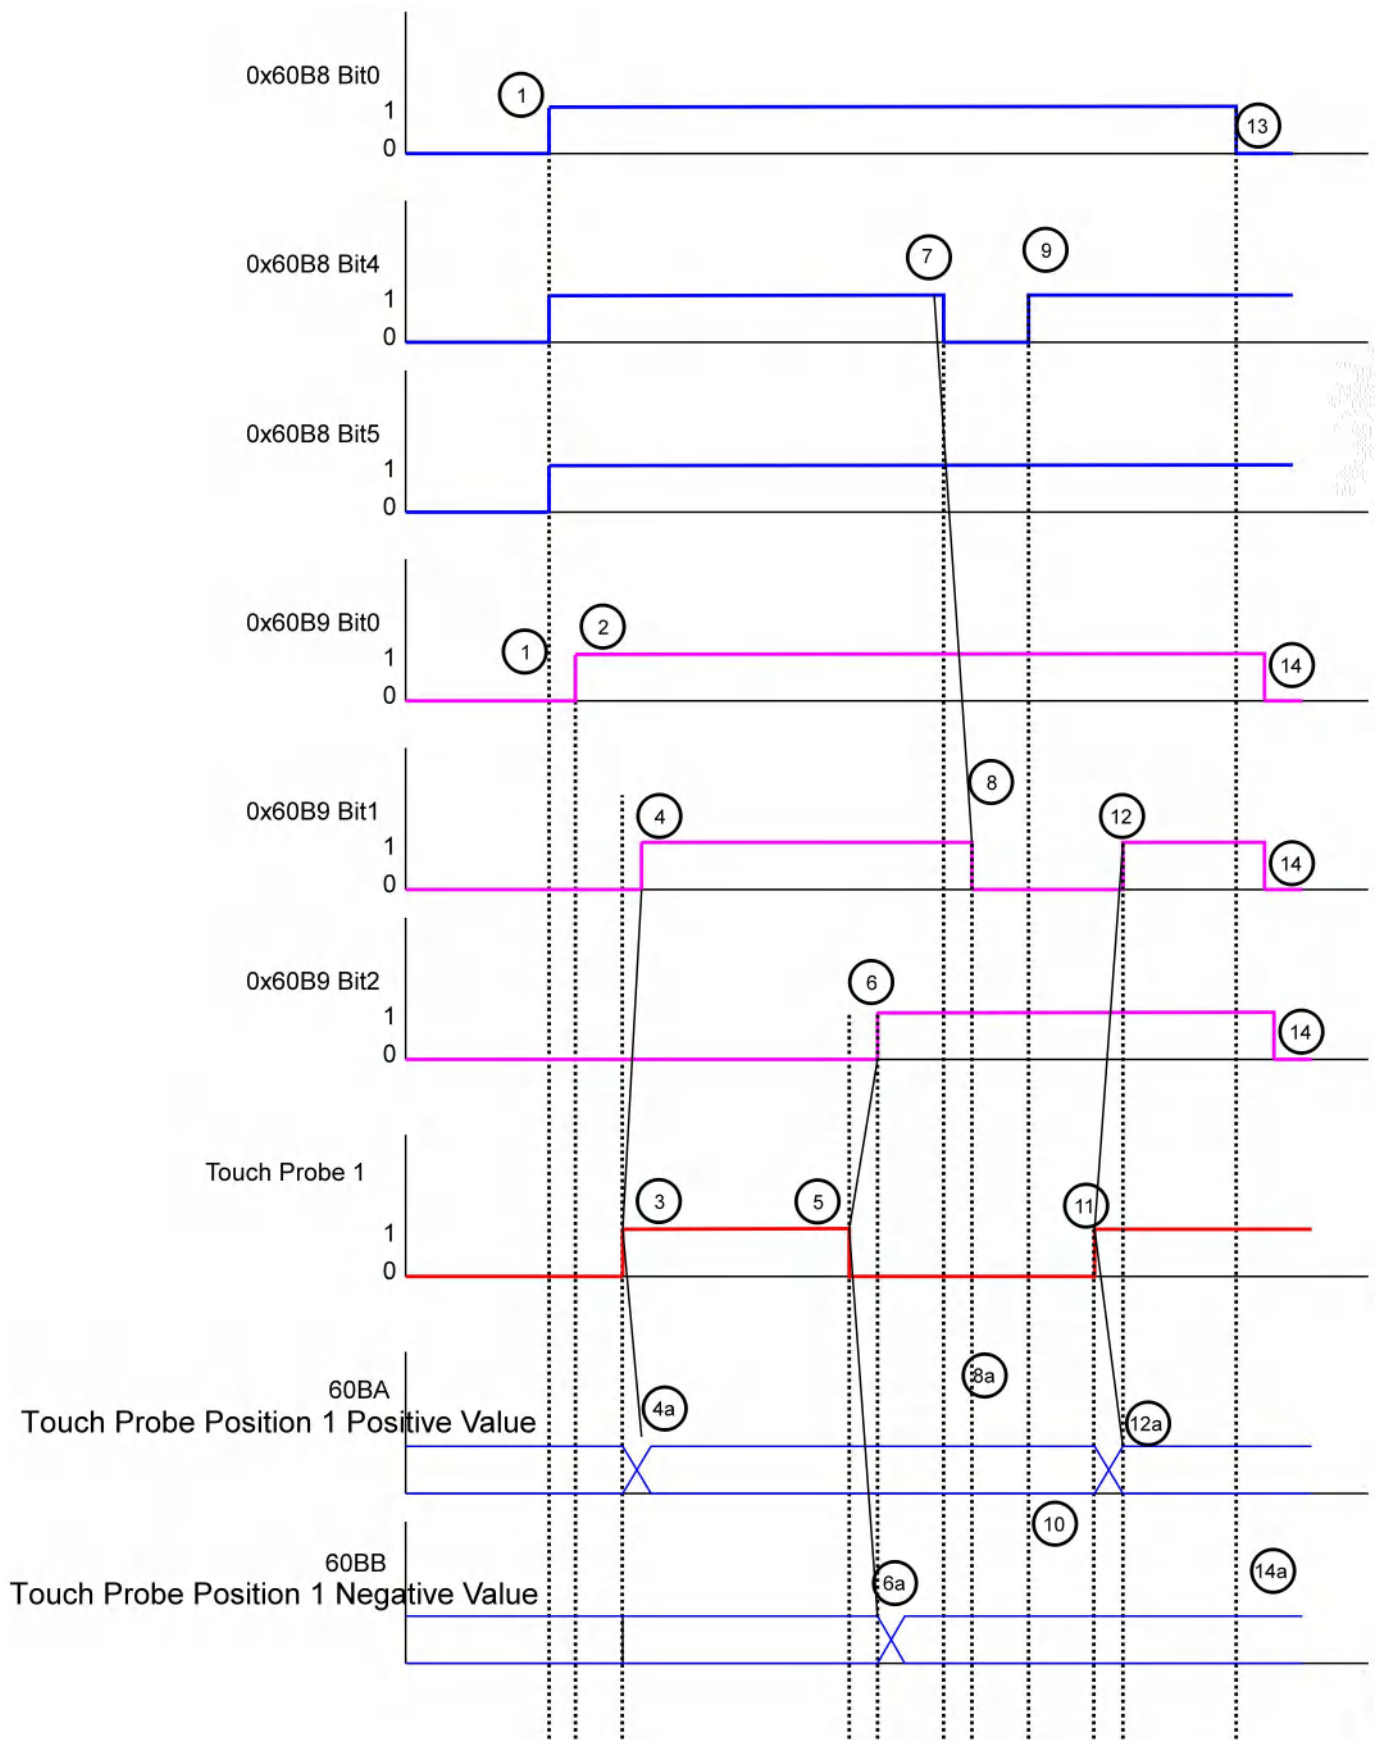 0x60B8 Bit0
1
1
0
13
0x60B8 Bit4
7
9
1
0
0x60B8 Bit5
1
0
0x60B9 Bit0
2
1
1
0
14
0x60B9 Bit1
4
8
12
1
0
14
0x60B9 Bit2
6
1
0
14
Touch Probe 1
3
5
11
1
0
60BA
Touch Probe Position 1 Positive Value
4a
8a
12a
10
60BB
Touch Probe Position 1 Negative Value
6a
14a